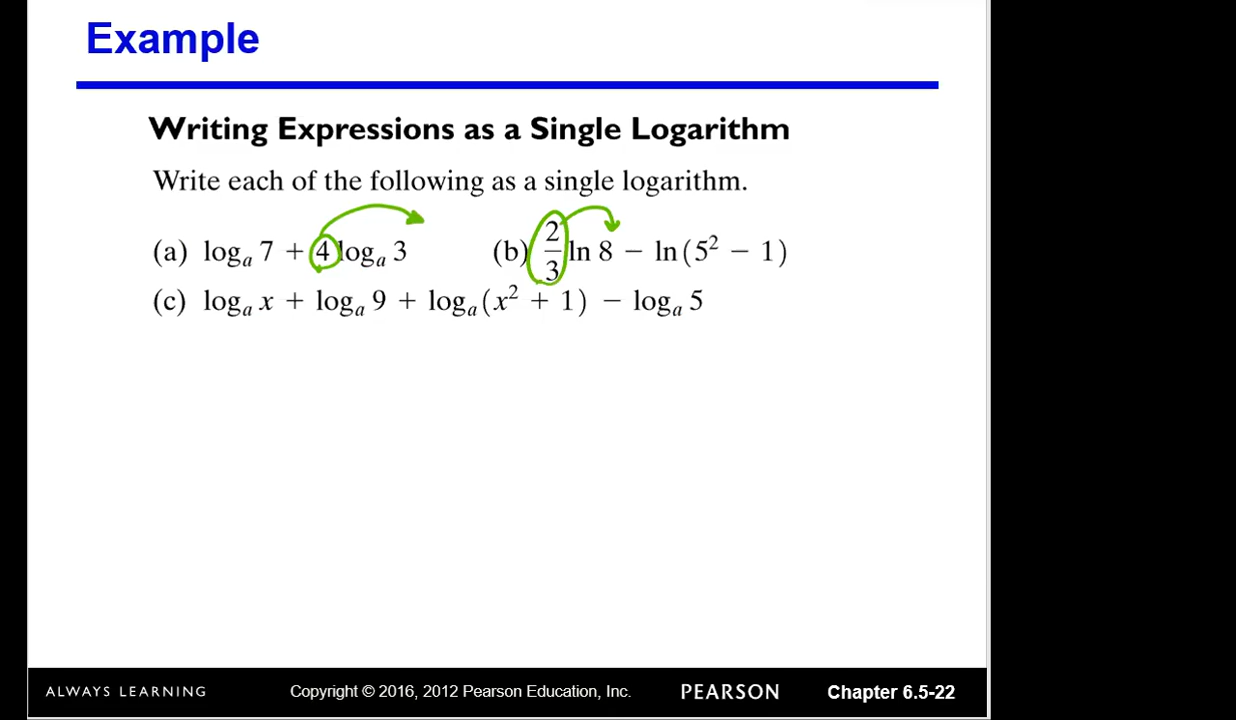 Example
Writing Expressions as a Single Logarithm
Write each of the following as a single logarithm.
(a) logₐ 7 + 4 logₐ 3 (b) 2/3 ln 8 − ln(5² − 1)
(c) logₐ x + logₐ 9 + logₐ(x² + 1) − logₐ 5
ALWAYS LEARNING Copyright © 2016, 2012 Pearson Education, Inc. PEARSON Chapter 6.5-22